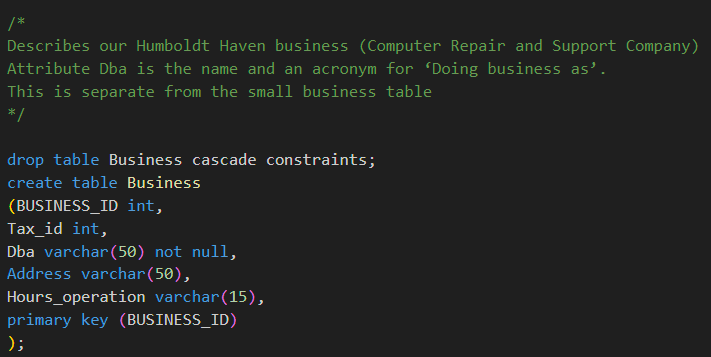 /*
Describes our Humboldt Haven business (Computer Repair and Support Company)
Attribute Dba is the name and an acronym for ‘Doing business as’.
This is separate from the small business table
*/
drop table Business cascade constraints;
create table Business
(BUSINESS_ID int,
Tax_id int,
Dba varchar(50) not null,
Address varchar(50),
Hours_operation varchar(15),
primary key (BUSINESS_ID)
);